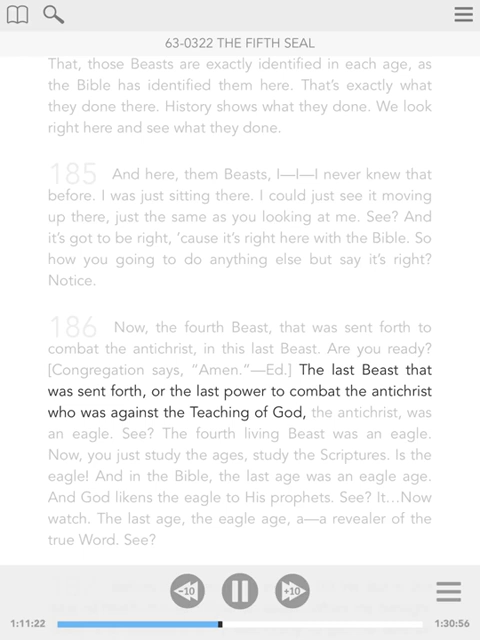 63-0322 THE FIFTH SEAL
That, those Beasts are exactly identified in each age, as
the Bible has identified them here. That's exactly what
they done there. History shows what they done. We look
right here and see what they done.
185 And here, them Beasts, I—I—I never knew that
before. I was just sitting there. I could just see it moving
up there, just the same as you looking at me. See? And
it's got to be right, 'cause it's right here with the Bible. So
how you going to do anything else but say it's right?
Notice.
186 Now, the fourth Beast, that was sent forth to
combat the antichrist, in this last Beast. Are you ready?
[Congregation says, "Amen."—Ed.] The last Beast that
was sent forth, or the last power to combat the antichrist
who was against the Teaching of God, the antichrist, was
an eagle. See? The fourth living Beast was an eagle.
Now, you just study the ages, study the Scriptures. Is the
eagle! And in the Bible, the last age was an eagle age.
And God likens the eagle to His prophets. See? It…Now
watch. The last age, the eagle age, a—a revealer of the
true Word. See?
-10
+10
1:11:22
1:30:56